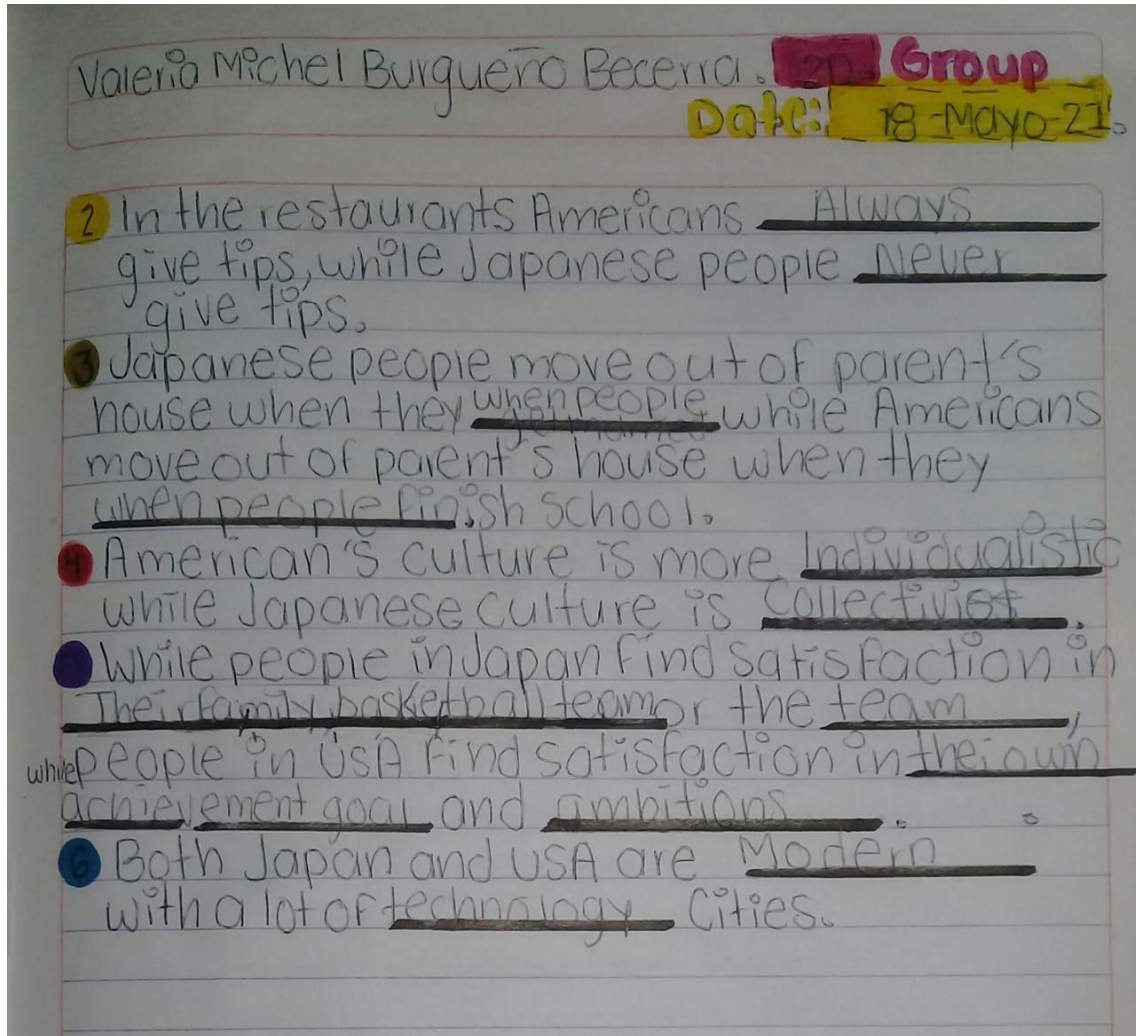 Valeria Michel Burgueño Becerra. 2D. Group
Date: 18-Mayo-21.
2 In the restaurants Americans Always
give tips, while Japanese people Never
give tips.
3 Japanese people move out of parent's
house when they when people while Americans
get married
move out of parent's house when they
when people finish school.
4 American's culture is more Individualistic
while Japanese culture is Collectivist.
While people in Japan find satisfaction in
Their family, basketball team or the team,
while people in USA find satisfaction in thei own
achievement goal and ambitions.
6 Both Japan and USA are Modern
with a lot of technology Cities.